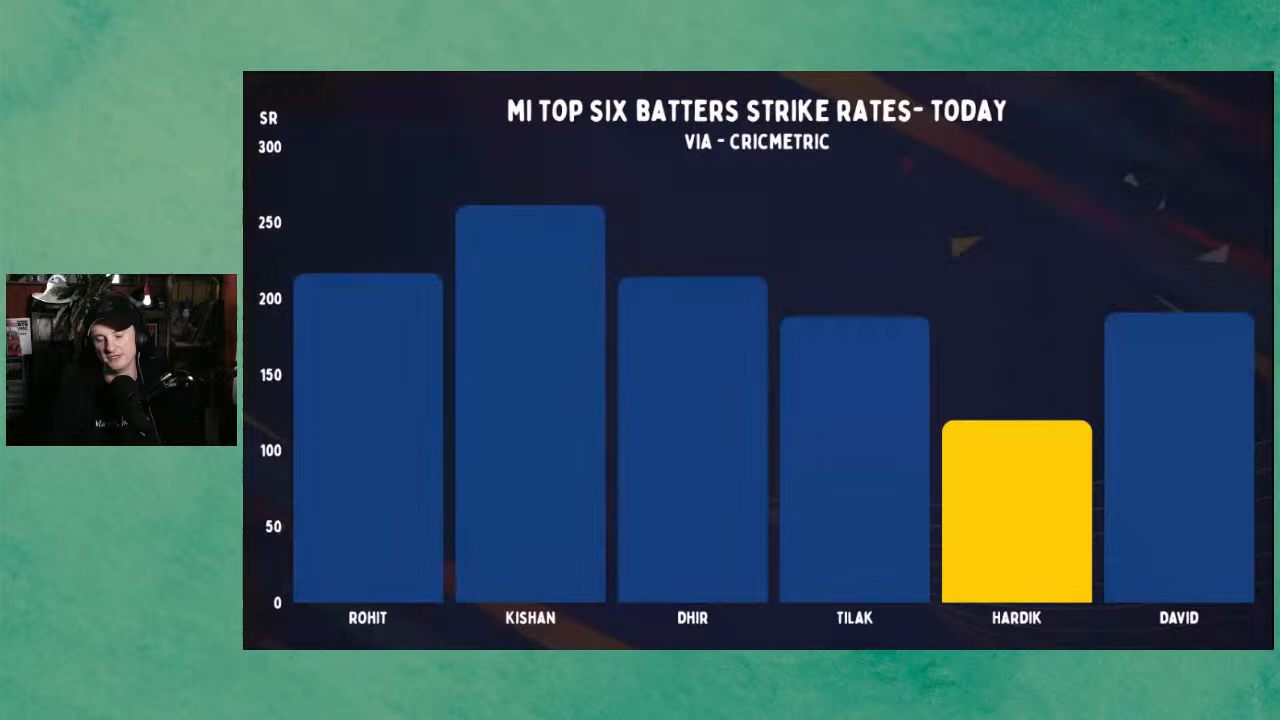 MI TOP SIX BATTERS STRIKE RATES- TODAY
VIA - CRICMETRIC
SR
300
250
200
150
100
50
0
ROHIT KISHAN DHIR TILAK HARDIK DAVID